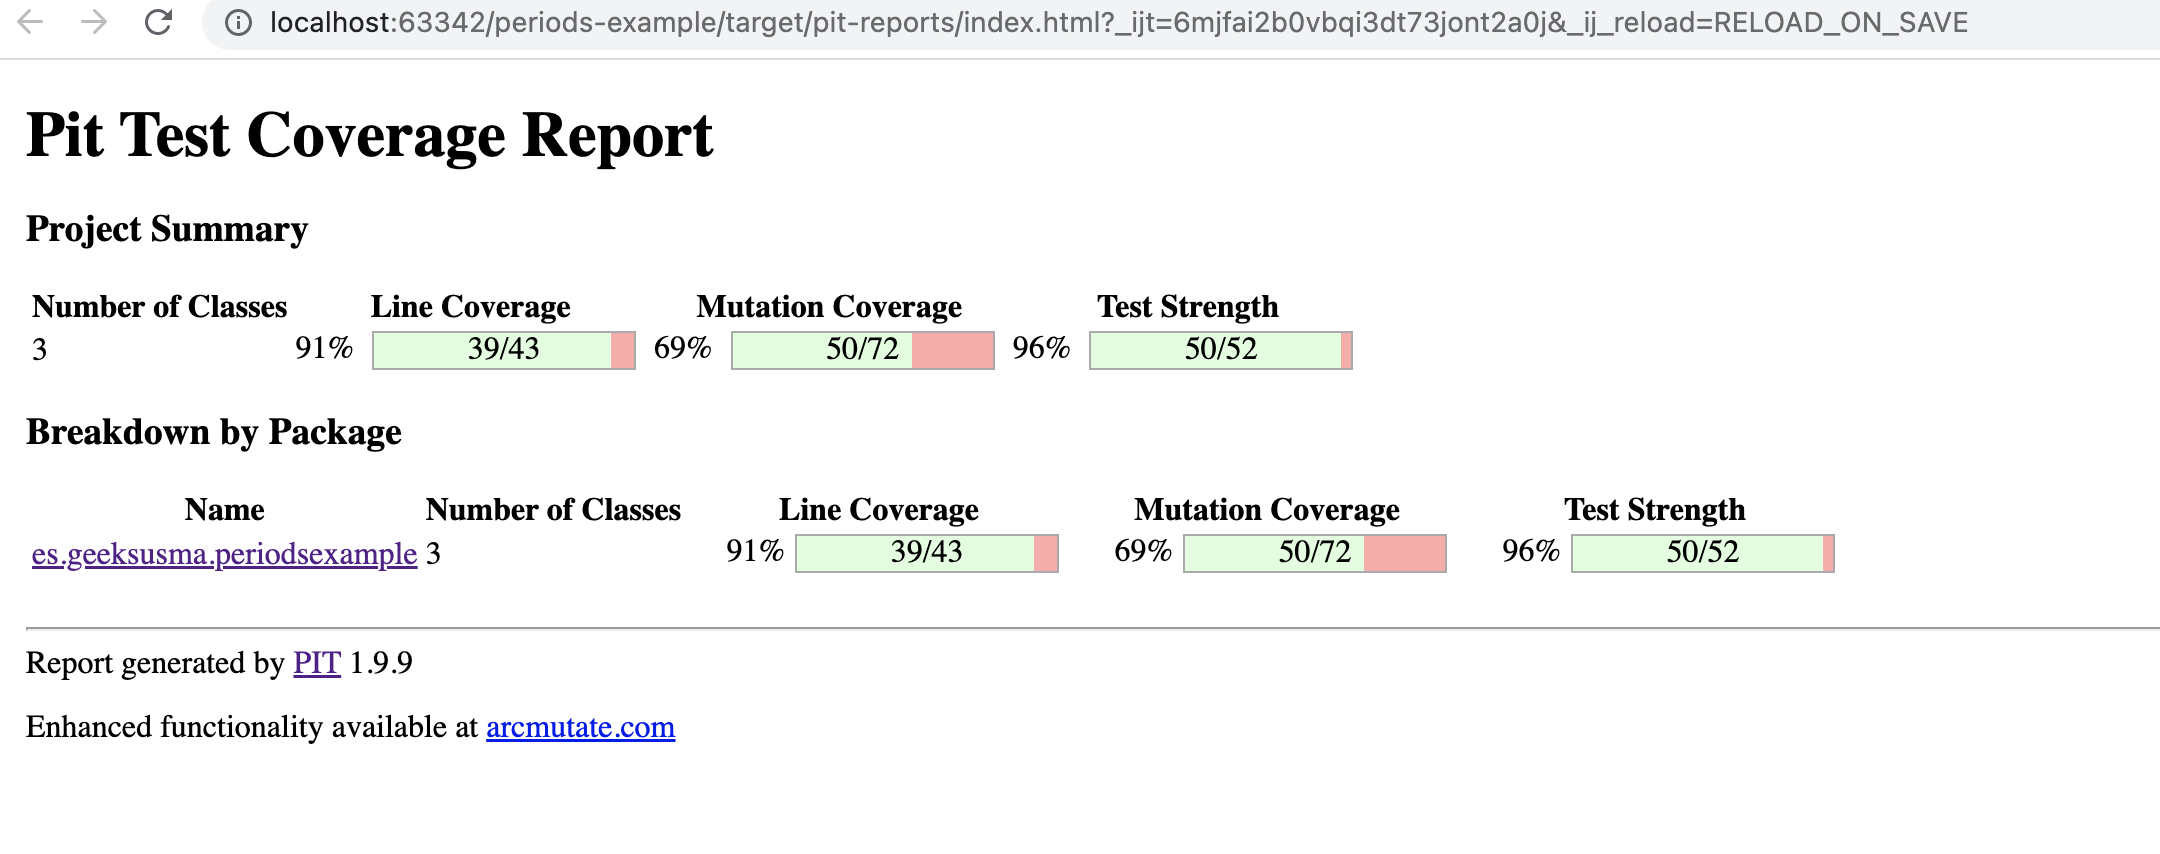 localhost:63342/periods-example/target/pit-reports/index.html?_ijt=6mjfai2b0vbqi3dt73jont2a0j&_ij_reload=RELOAD_ON_SAVE
Pit Test Coverage Report
Project Summary
Number of Classes Line Coverage Mutation Coverage Test Strength
3 91% 39/43 69% 50/72 96% 50/52
Breakdown by Package
Name Number of Classes Line Coverage Mutation Coverage Test Strength
es.geeksusma.periodsexample 3 91% 39/43 69% 50/72 96% 50/52
Report generated by PIT 1.9.9
Enhanced functionality available at arcmutate.com